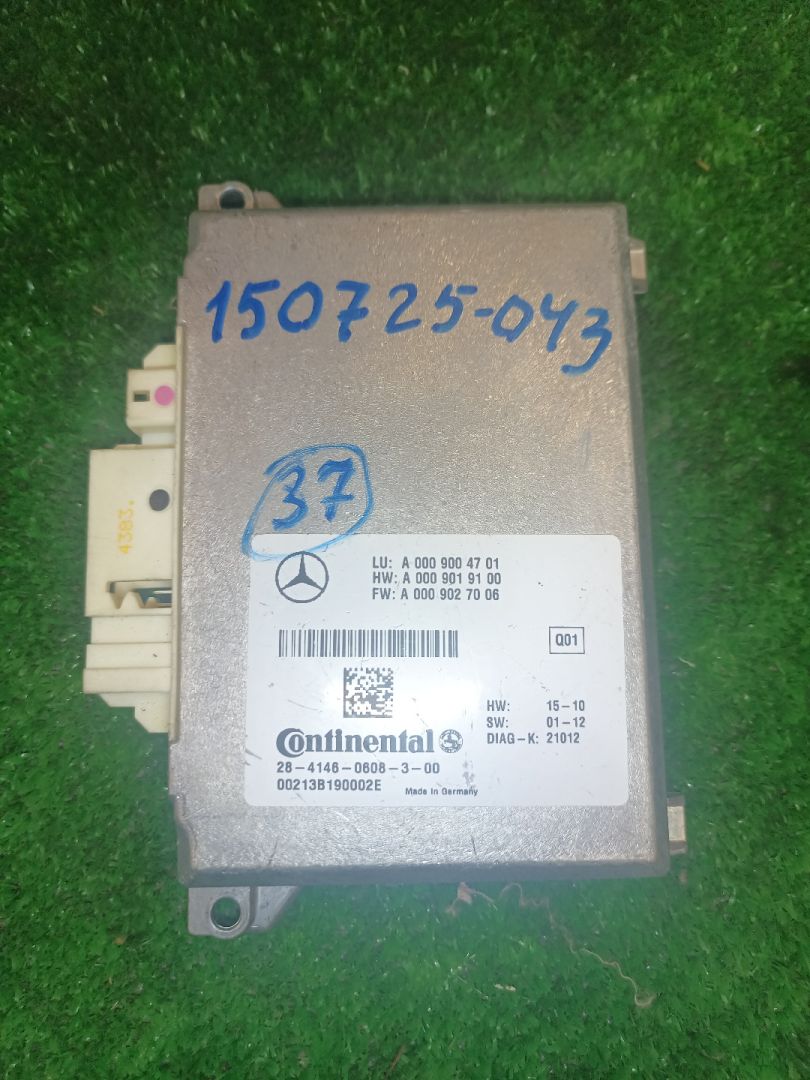 150725-043
37
4383.
LU: A 000 900 47 01
HW: A 000 901 91 00
FW: A 000 902 70 06
Q01
HW: 15-10
SW: 01-12
DIAG-K: 21012
Continental
28-4146-0608-3-00
00213B190002E
Made in Germany